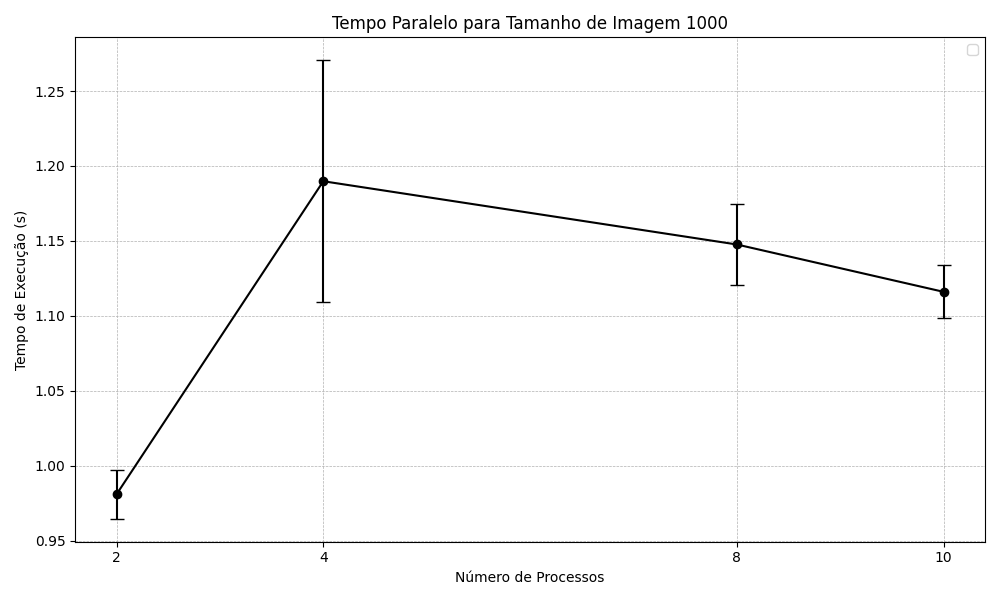 Tempo Paralelo para Tamanho de Imagem 1000
1.25
1.20
1.15
1.10
1.05
1.00
0.95
Tempo de Execução (s)
2 4 8 10
Número de Processos